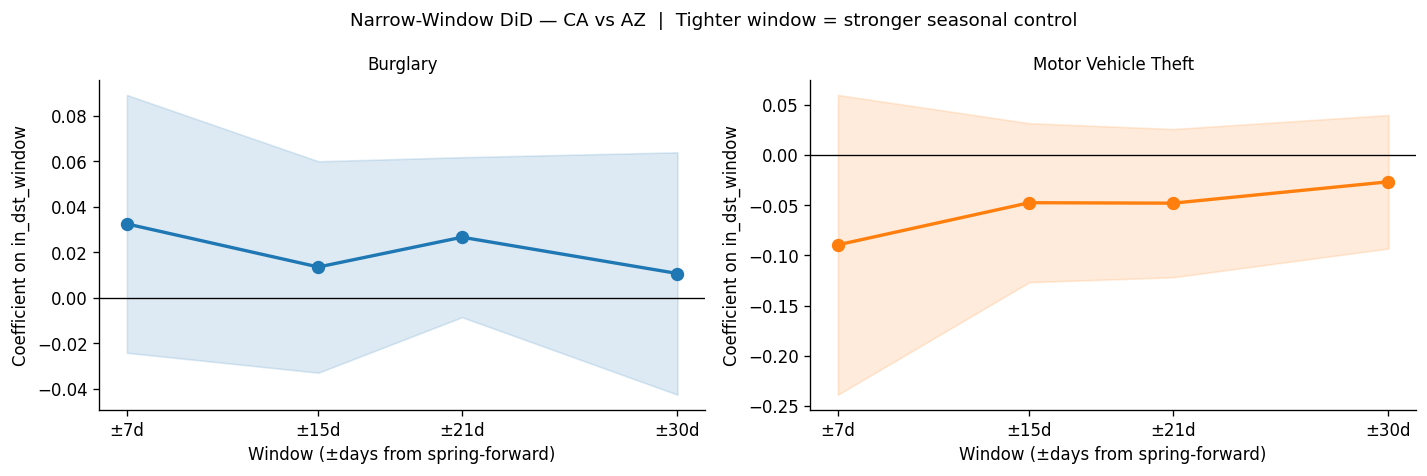 Narrow-Window DiD — CA vs AZ  |  Tighter window = stronger seasonal control
Burglary
Coefficient on in_dst_window
0.08
0.06
0.04
0.02
0.00
−0.02
−0.04
±7d
±15d
±21d
±30d
Window (±days from spring-forward)
Motor Vehicle Theft
Coefficient on in_dst_window
0.05
0.00
−0.05
−0.10
−0.15
−0.20
−0.25
±7d
±15d
±21d
±30d
Window (±days from spring-forward)